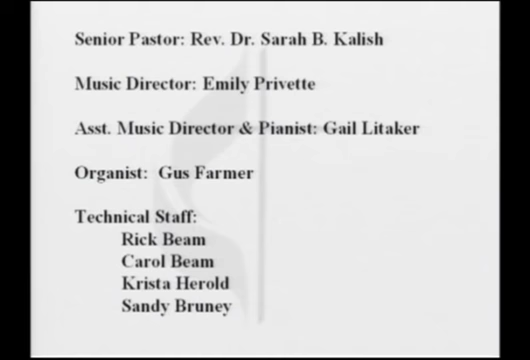 Senior Pastor: Rev. Dr. Sarah B. Kalish
Music Director: Emily Privette
Asst. Music Director & Pianist: Gail Litaker
Organist: Gus Farmer
Technical Staff:
Rick Beam
Carol Beam
Krista Herold
Sandy Bruney